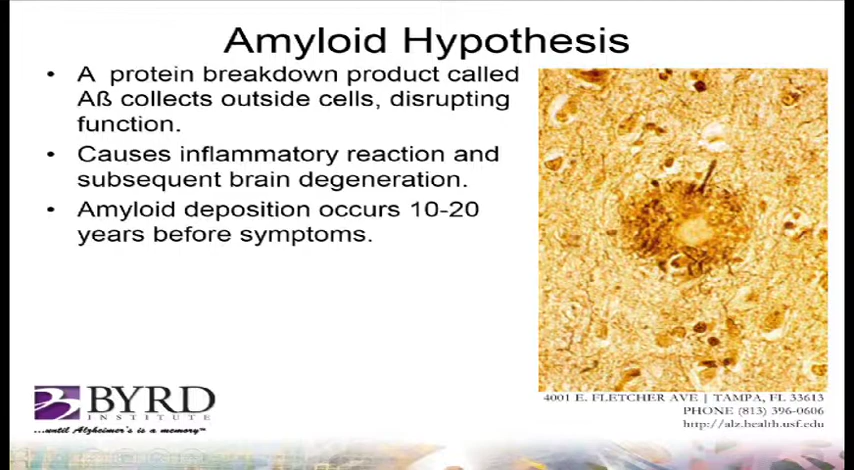 Amyloid Hypothesis
• A protein breakdown product called
Aß collects outside cells, disrupting
function.
• Causes inflammatory reaction and
subsequent brain degeneration.
• Amyloid deposition occurs 10-20
years before symptoms.
BYRD
INSTITUTE
...until Alzheimer's is a memory™
4001 E. FLETCHER AVE | TAMPA, FL 33613
PHONE (813) 396-0606
http://alz.health.usf.edu